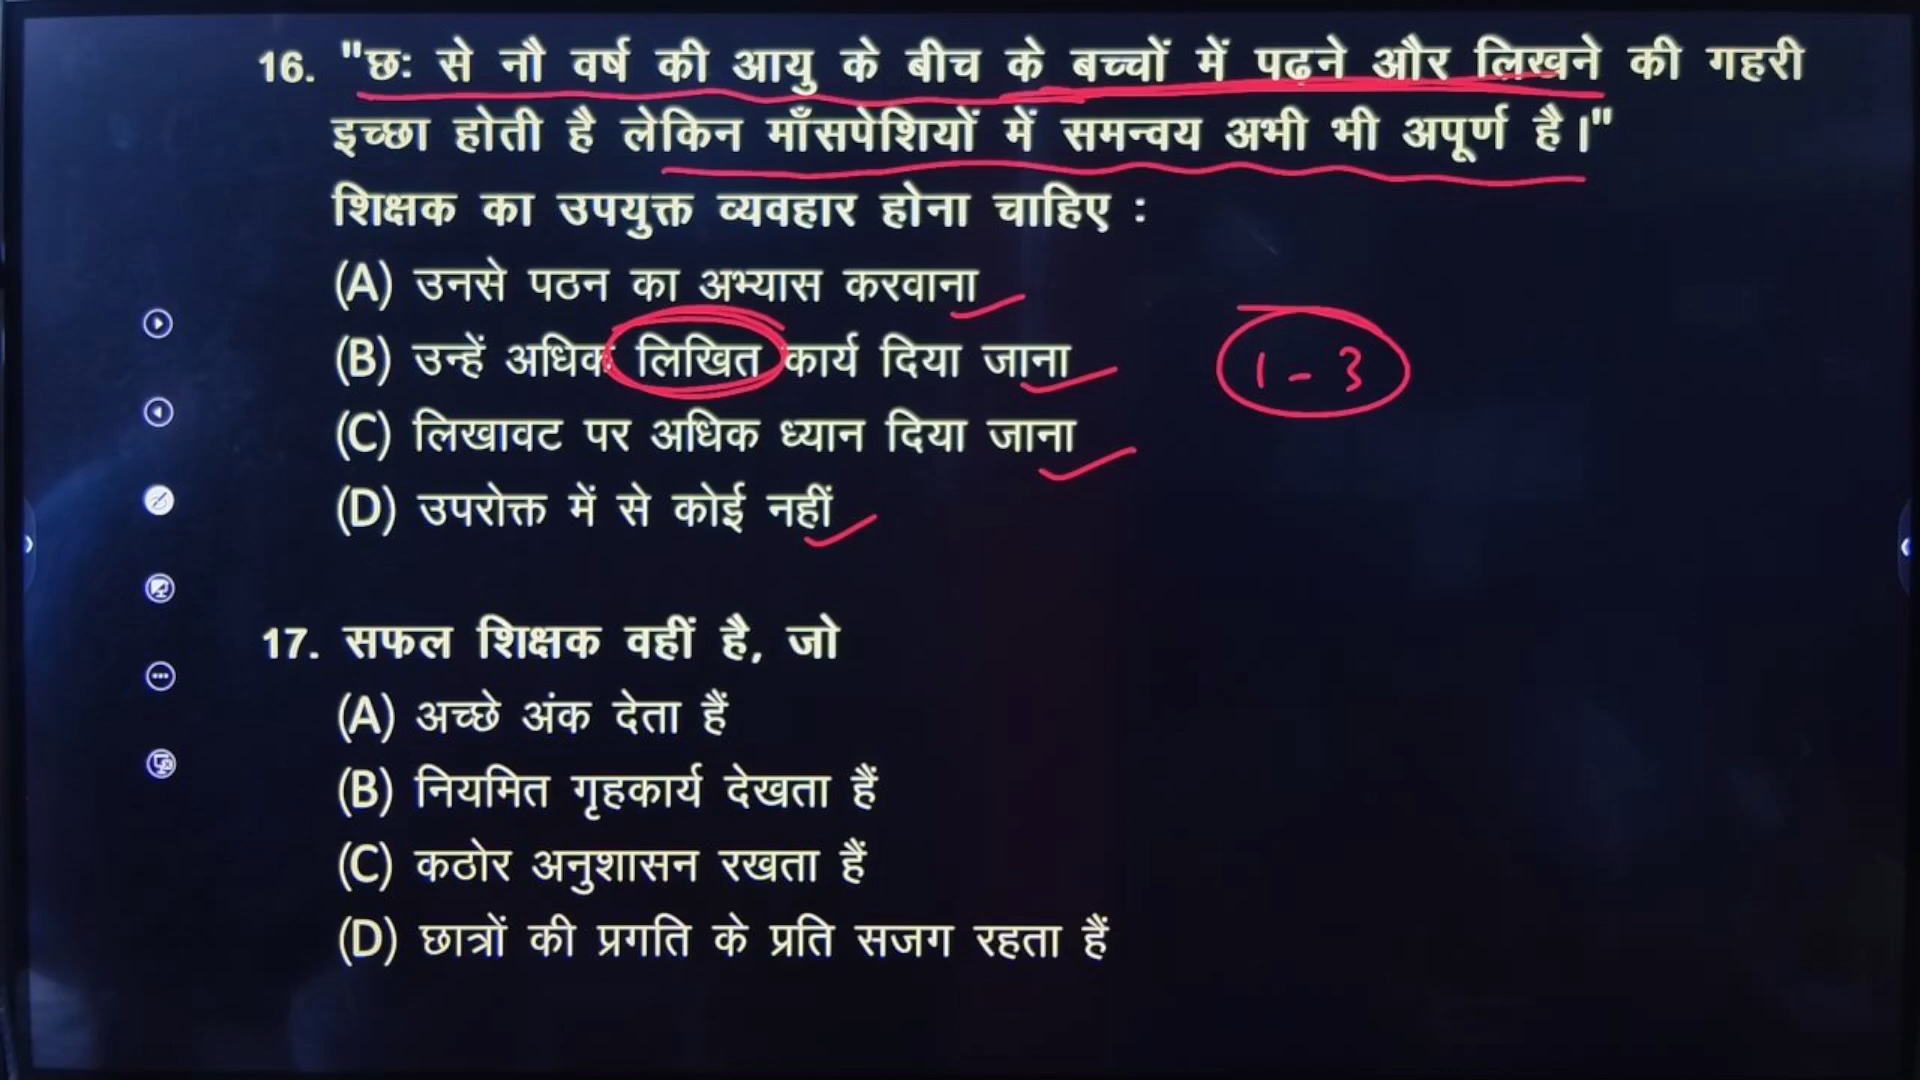 16. "छः से नौ वर्ष की आयु के बीच के बच्चों में पढ़ने और लिखने की गहरी
इच्छा होती है लेकिन माँसपेशियों में समन्वय अभी भी अपूर्ण है।"
शिक्षक का उपयुक्त व्यवहार होना चाहिए :
(A) उनसे पठन का अभ्यास करवाना
(B) उन्हें अधिक लिखित कार्य दिया जाना
1 - 3
(C) लिखावट पर अधिक ध्यान दिया जाना
(D) उपरोक्त में से कोई नहीं
17. सफल शिक्षक वहीं है, जो
(A) अच्छे अंक देता हैं
(B) नियमित गृहकार्य देखता हैं
(C) कठोर अनुशासन रखता हैं
(D) छात्रों की प्रगति के प्रति सजग रहता हैं